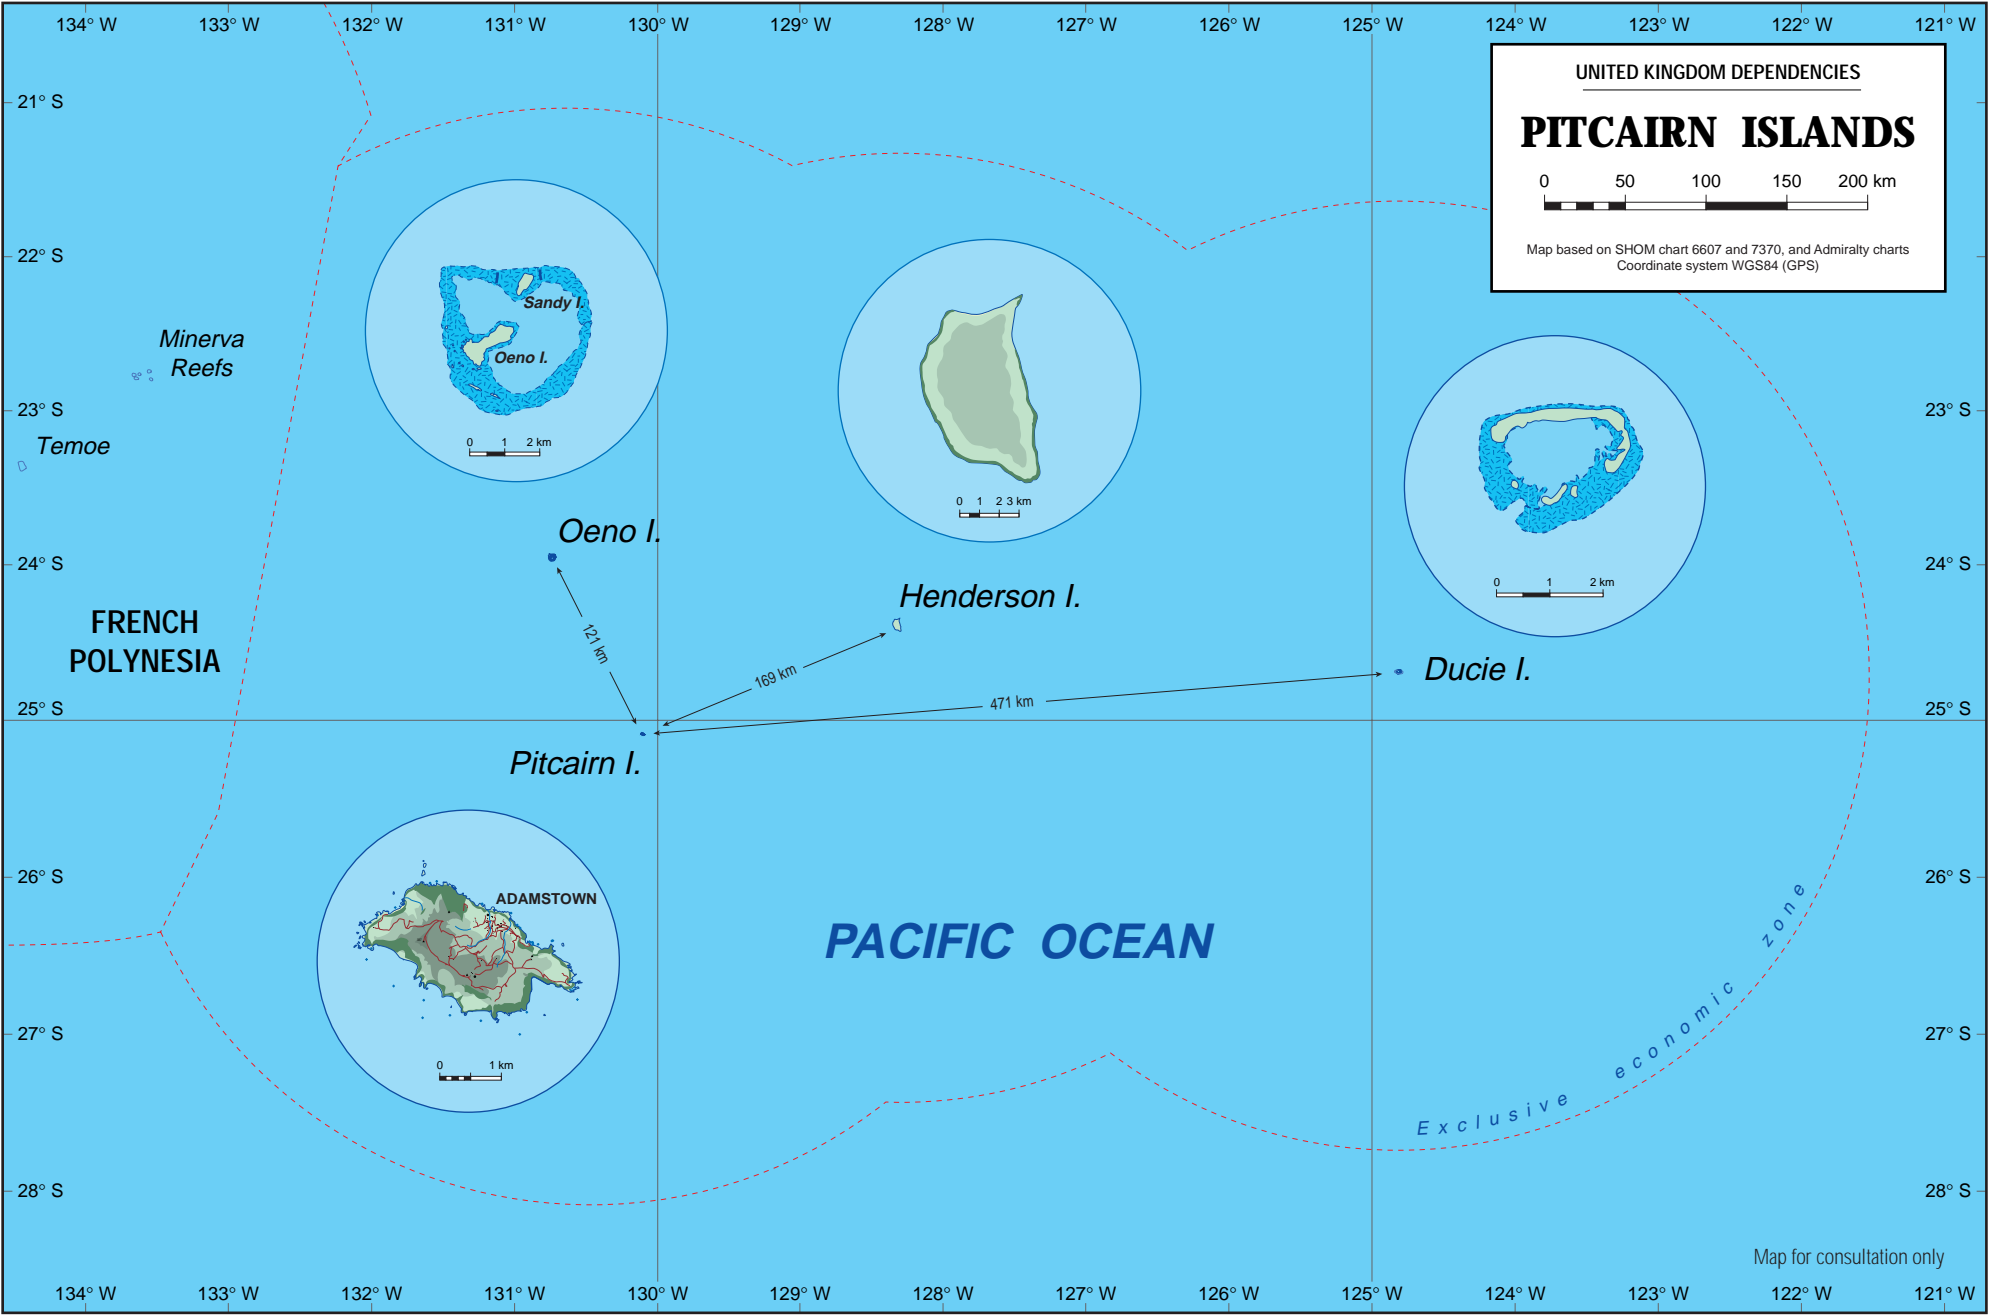 134° W 133° W 132° W 131° W 130° W 129° W 128° W 127° W 126° W 125° W 124° W 123° W 122° W 121° W
UNITED KINGDOM DEPENDENCIES
PITCAIRN ISLANDS
0 50 100 150 200 km
Map based on SHOM chart 6607 and 7370, and Admiralty charts
Coordinate system WGS84 (GPS)
21° S
22° S
Sandy I.
Oeno I.
0 1 2 km
Minerva
Reefs
23° S 23° S
Temoe
0 1 2 3 km
Oeno I.
24° S 24° S
0 1 2 km
Henderson I.
FRENCH
POLYNESIA
121 km
169 km
Ducie I.
471 km
25° S 25° S
Pitcairn I.
26° S 26° S
ADAMSTOWN
PACIFIC OCEAN
Exclusive economic zone
27° S 27° S
0 1 km
28° S 28° S
Map for consultation only
134° W 133° W 132° W 131° W 130° W 129° W 128° W 127° W 126° W 125° W 124° W 123° W 122° W 121° W